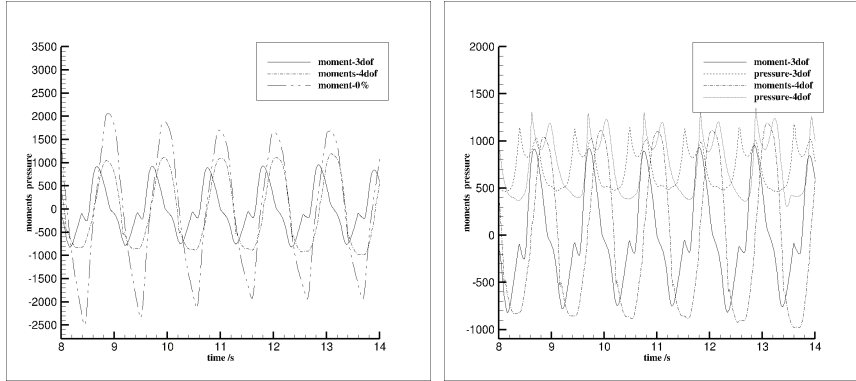 3500
3000
2500
2000
1500
1000
500
0
-500
-1000
-1500
-2000
-2500
moments pressure
moment-3dof
moments-4dof
moment-0%
8 9 10 11 12 13 14
time /s
2000
1500
1000
500
0
-500
-1000
moments pressure
moment-3dof
pressure-3dof
moments-4dof
pressure-4dof
8 9 10 11 12 13 14
time /s